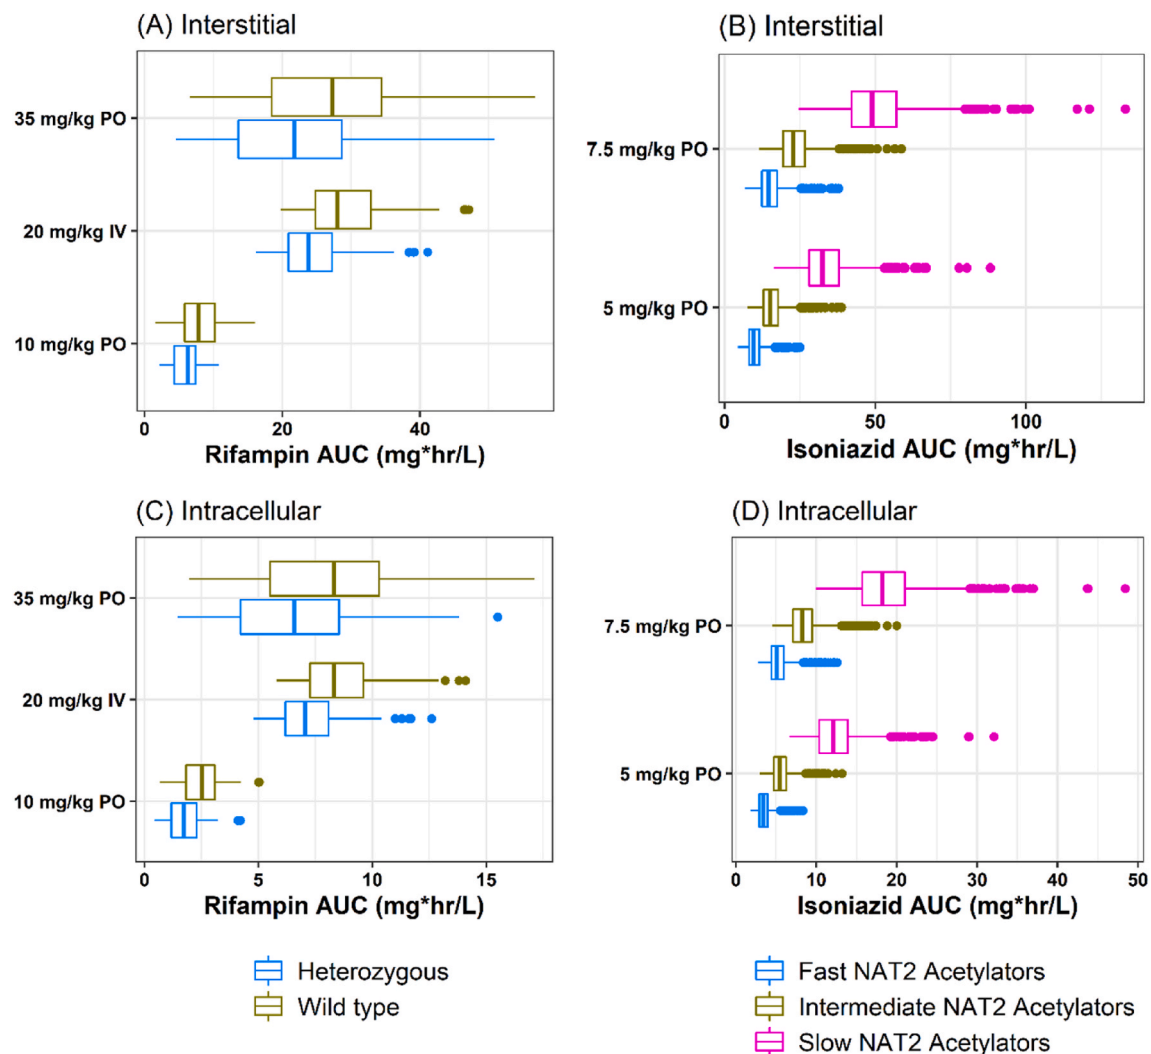 (A) Interstitial
35 mg/kg PO
20 mg/kg IV
10 mg/kg PO
0 20 40
Rifampin AUC (mg*hr/L)
(B) Interstitial
7.5 mg/kg PO
5 mg/kg PO
0 50 100
Isoniazid AUC (mg*hr/L)
(C) Intracellular
35 mg/kg PO
20 mg/kg IV
10 mg/kg PO
0 5 10 15
Rifampin AUC (mg*hr/L)
(D) Intracellular
7.5 mg/kg PO
5 mg/kg PO
0 10 20 30 40 50
Isoniazid AUC (mg*hr/L)
Heterozygous
Wild type
Fast NAT2 Acetylators
Intermediate NAT2 Acetylators
Slow NAT2 Acetylators